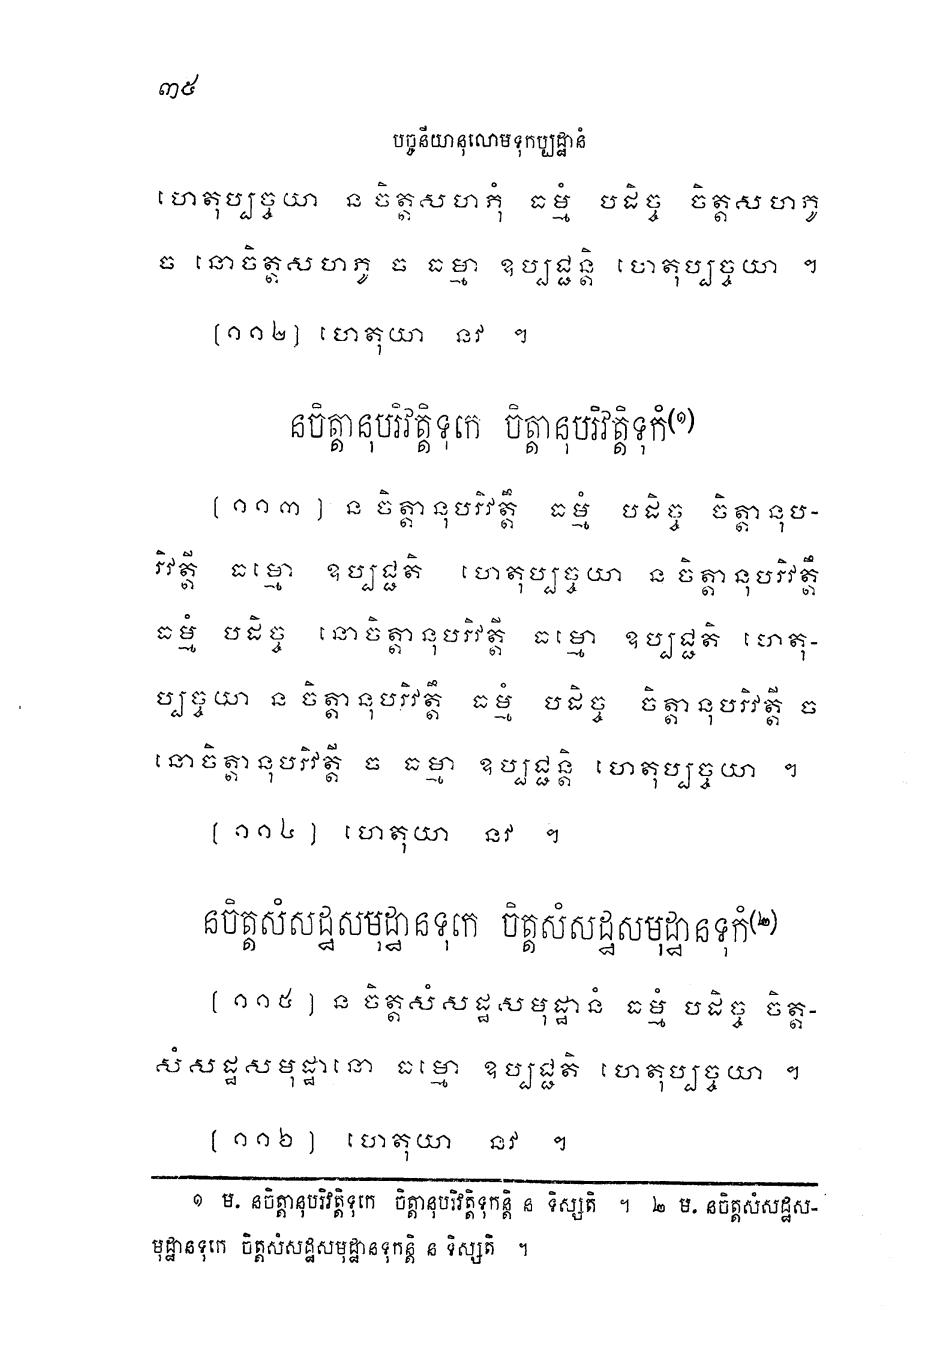 ៣៥
បច្ចនីយានុលោមទុកប្បដ្ឋានំ
ហេតុប្បច្ចយា ន ចិត្តសហភុំ ធម្មំ បដិច្ច ចិត្តសហភូ
ច នោចិត្តសហភូ ច ធម្មា ឧប្បជ្ជន្តិ ហេតុប្បច្ចយា ។
[១១២] ហេតុយា នវ ។
នចិត្តានុបរិវត្តិទុកេ ចិត្តានុបរិវត្តិទុកំ(១)
[១១៣] ន ចិត្តានុបរិវត្តឹ ធម្មំ បដិច្ច ចិត្តានុប-
រិវត្តី ធម្មោ ឧប្បជ្ជតិ ហេតុប្បច្ចយា ន ចិត្តានុបរិវត្តឹ
ធម្មំ បដិច្ច នោចិត្តានុបរិវត្តី ធម្មោ ឧប្បជ្ជតិ ហេតុ-
ប្បច្ចយា ន ចិត្តានុបរិវត្តឹ ធម្មំ បដិច្ច ចិត្តានុបរិវត្តី ច
នោចិត្តានុបរិវត្តី ច ធម្មា ឧប្បជ្ជន្តិ ហេតុប្បច្ចយា ។
[១១៤] ហេតុយា នវ ។
នចិត្តសំសដ្ឋសមុដ្ឋានទុកេ ចិត្តសំសដ្ឋសមុដ្ឋានទុកំ(២)
[១១៥] ន ចិត្តសំសដ្ឋសមុដ្ឋានំ ធម្មំ បដិច្ច ចិត្ត-
សំសដ្ឋសមុដ្ឋានោ ធម្មោ ឧប្បជ្ជតិ ហេតុប្បច្ចយា ។
[១១៦] ហេតុយា នវ ។
១ ម. នចិត្តានុបរិវត្តិទុកេ ចិត្តានុបរិវត្តិទុកន្តិ ន ទិស្សតិ ។ ២ ម. នចិត្តសំសដ្ឋស-
មុដ្ឋានទុកេ ចិត្តសំសដ្ឋសមុដ្ឋានទុកន្តិ ន ទិស្សតិ ។